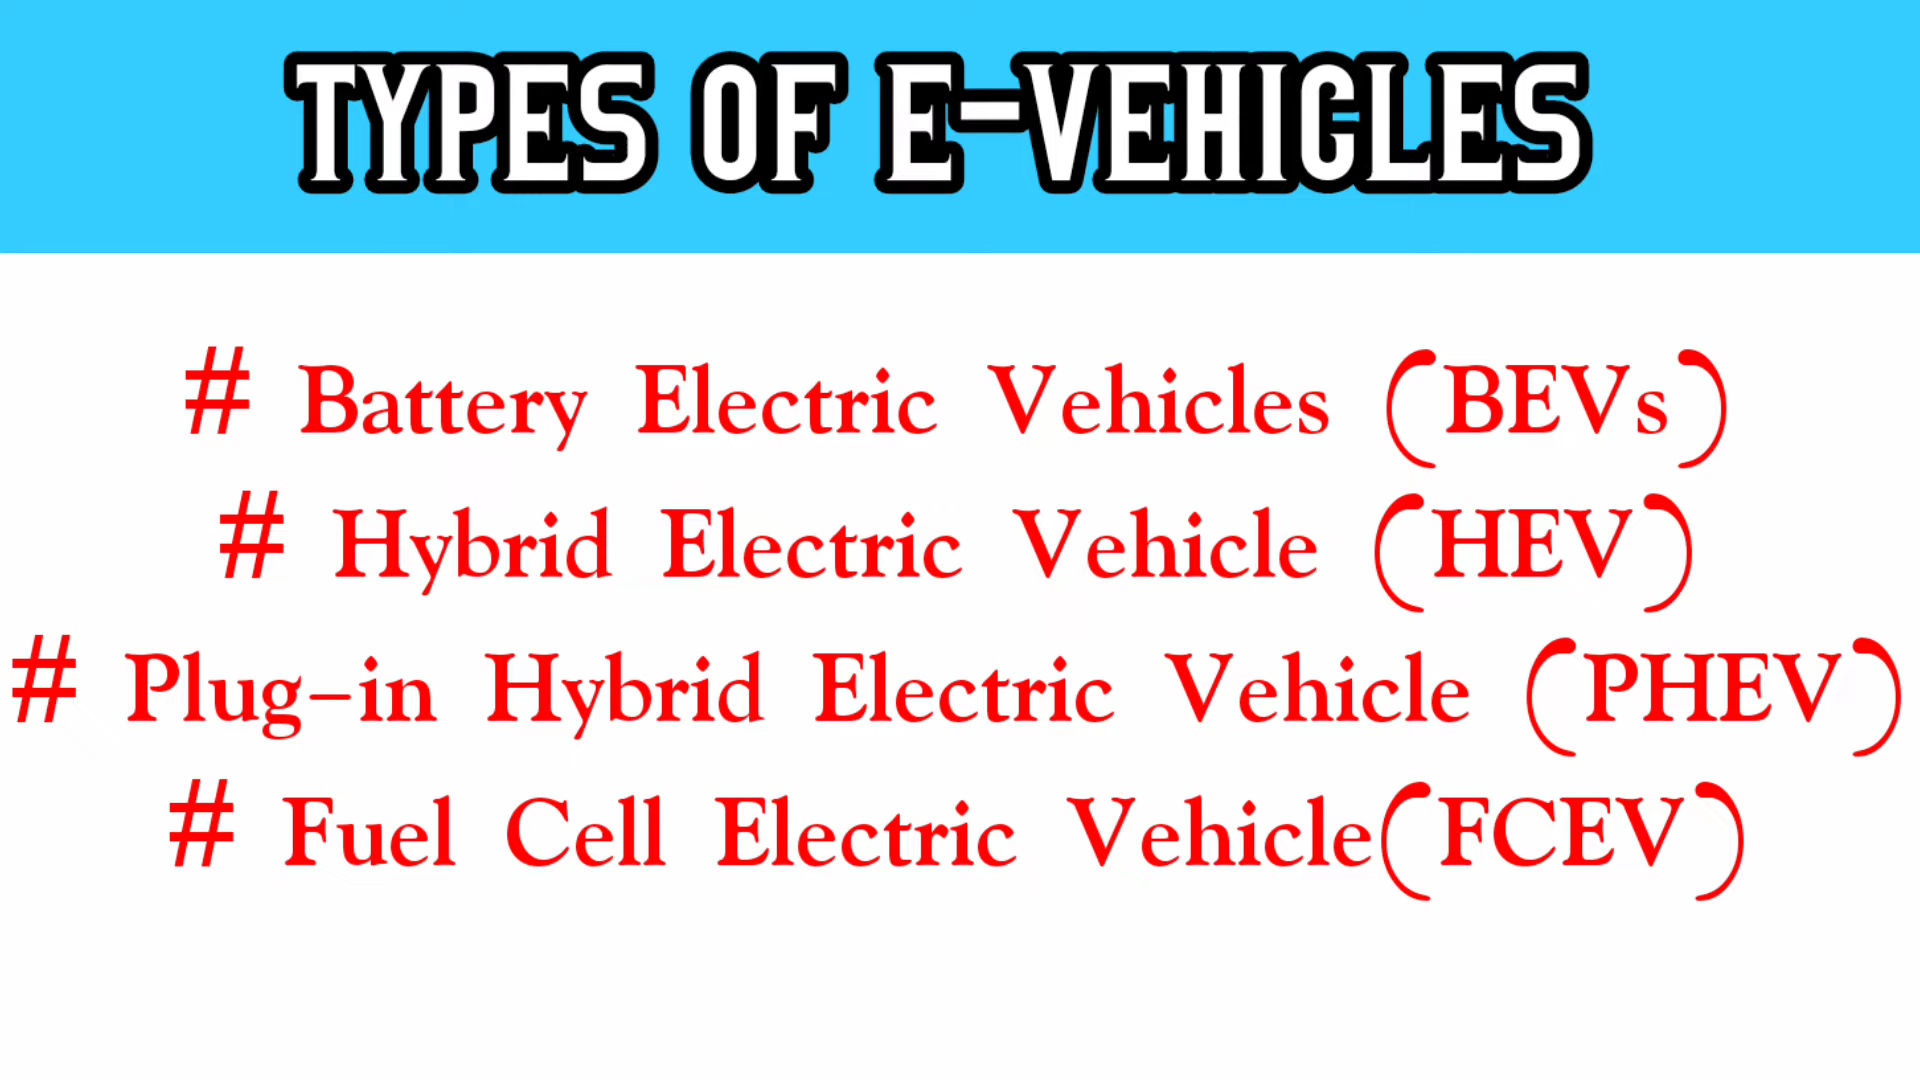 TYPES OF E-VEHICLES
# Battery Electric Vehicles (BEVs)
# Hybrid Electric Vehicle (HEV)
# Plug-in Hybrid Electric Vehicle (PHEV)
# Fuel Cell Electric Vehicle(FCEV)